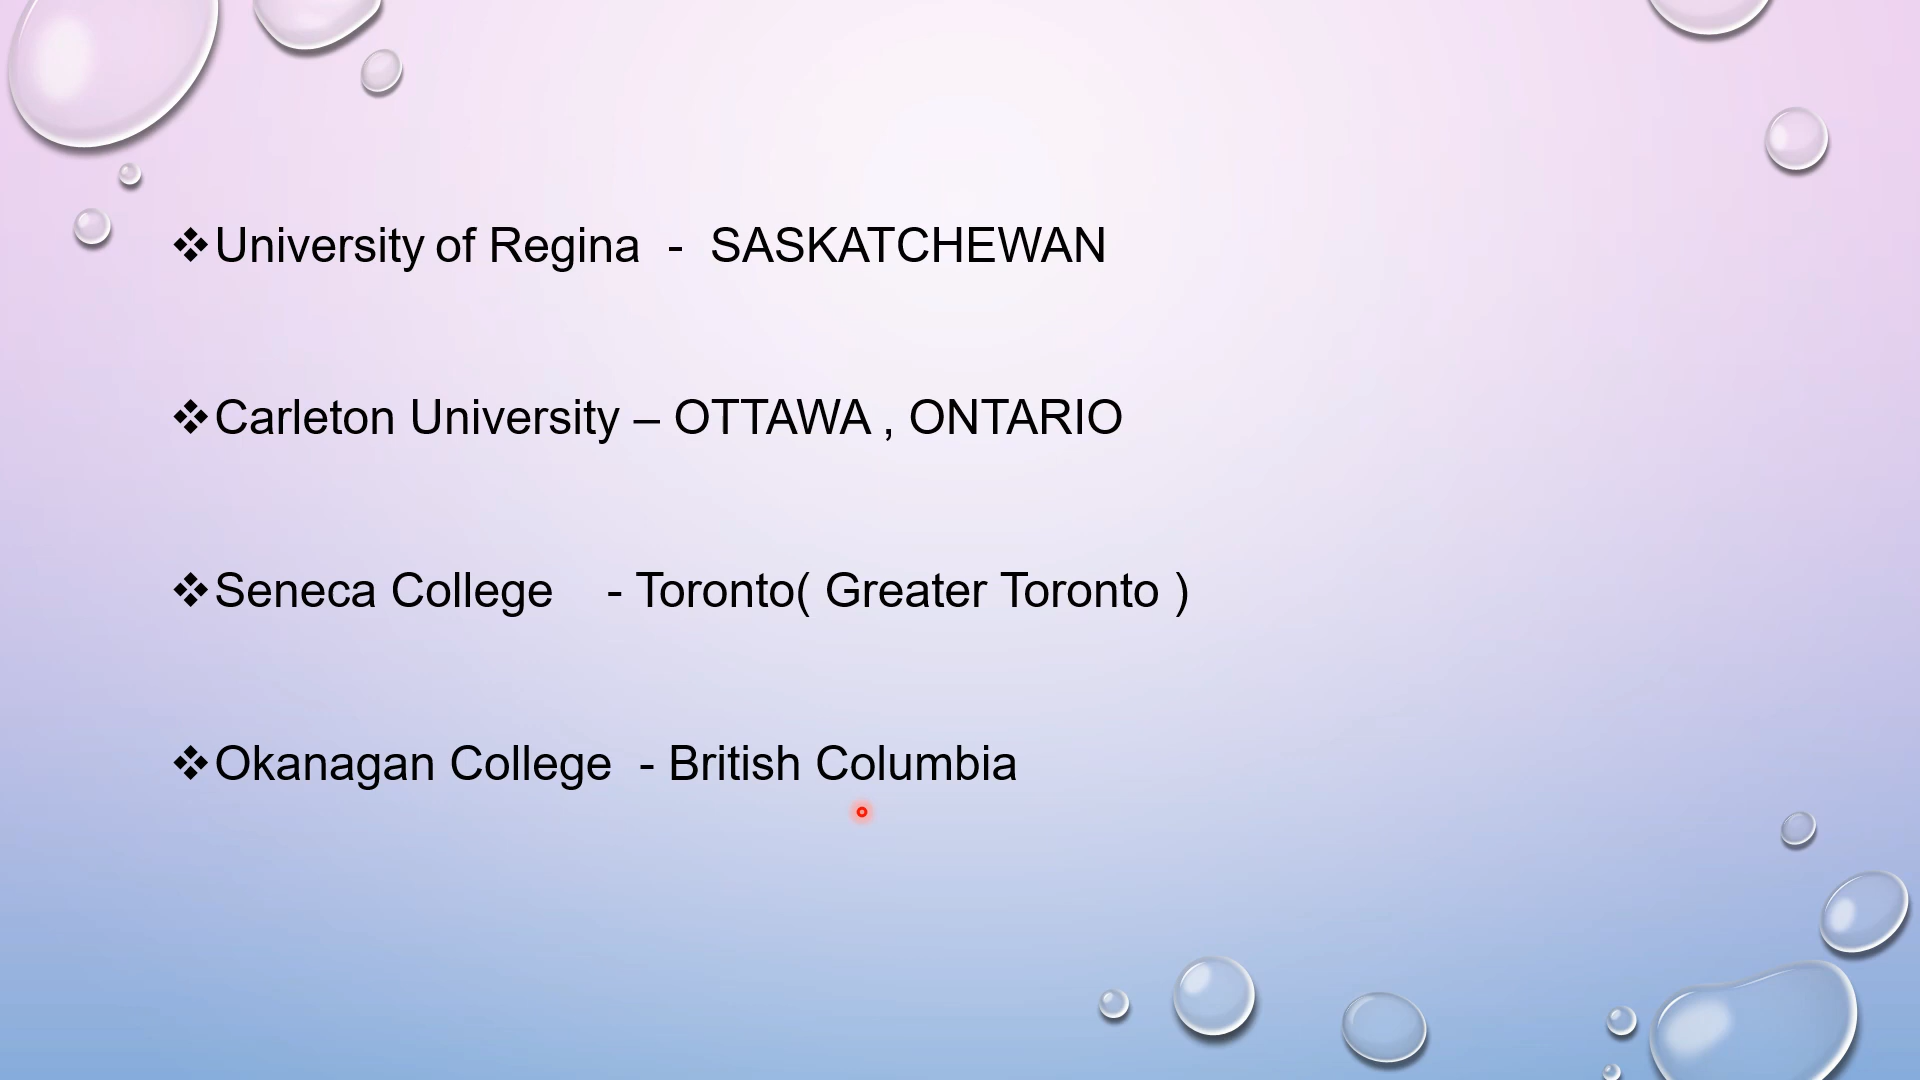 ❖University of Regina - SASKATCHEWAN
❖Carleton University – OTTAWA , ONTARIO
❖Seneca College - Toronto( Greater Toronto )
❖Okanagan College - British Columbia